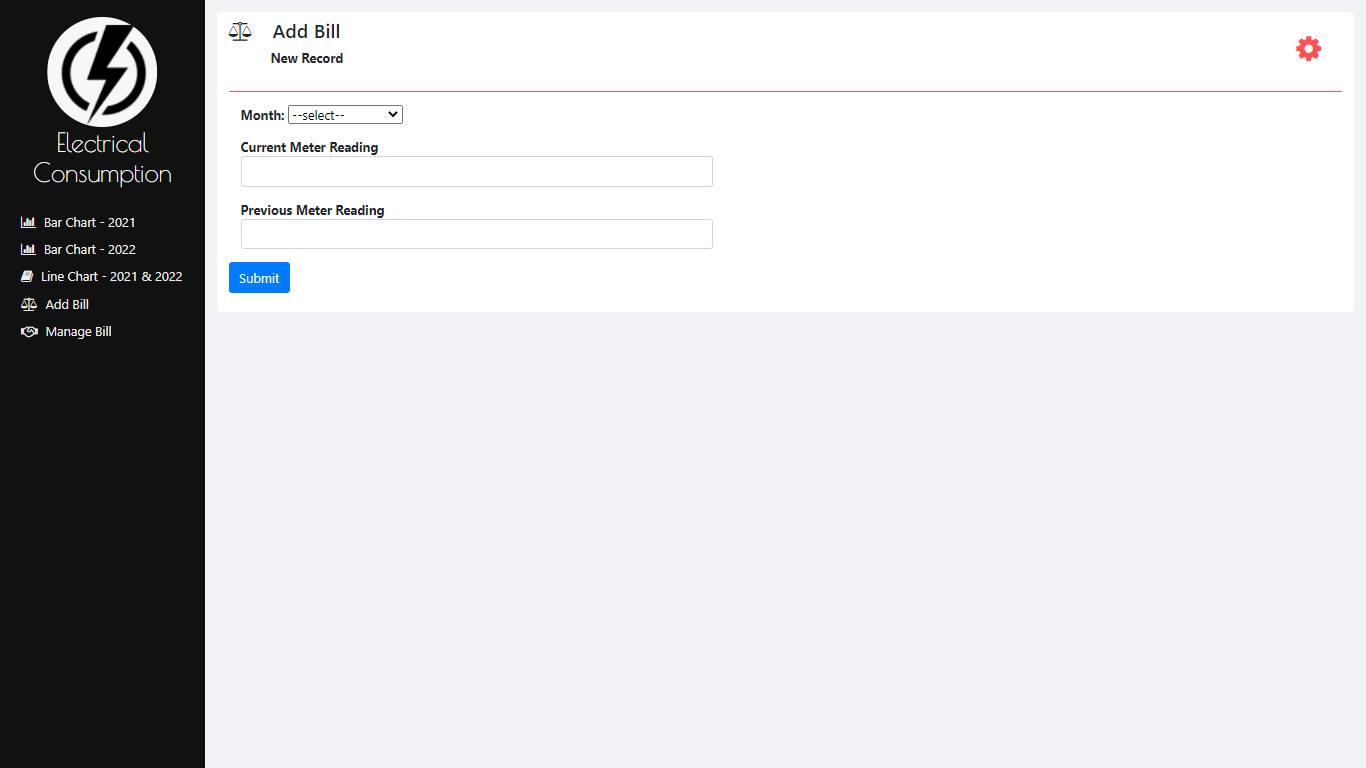 Electrical
Consumption
Bar Chart - 2021
Bar Chart - 2022
Line Chart - 2021 & 2022
Add Bill
Manage Bill
Add Bill
New Record
Month: --select--
Current Meter Reading
Previous Meter Reading
Submit